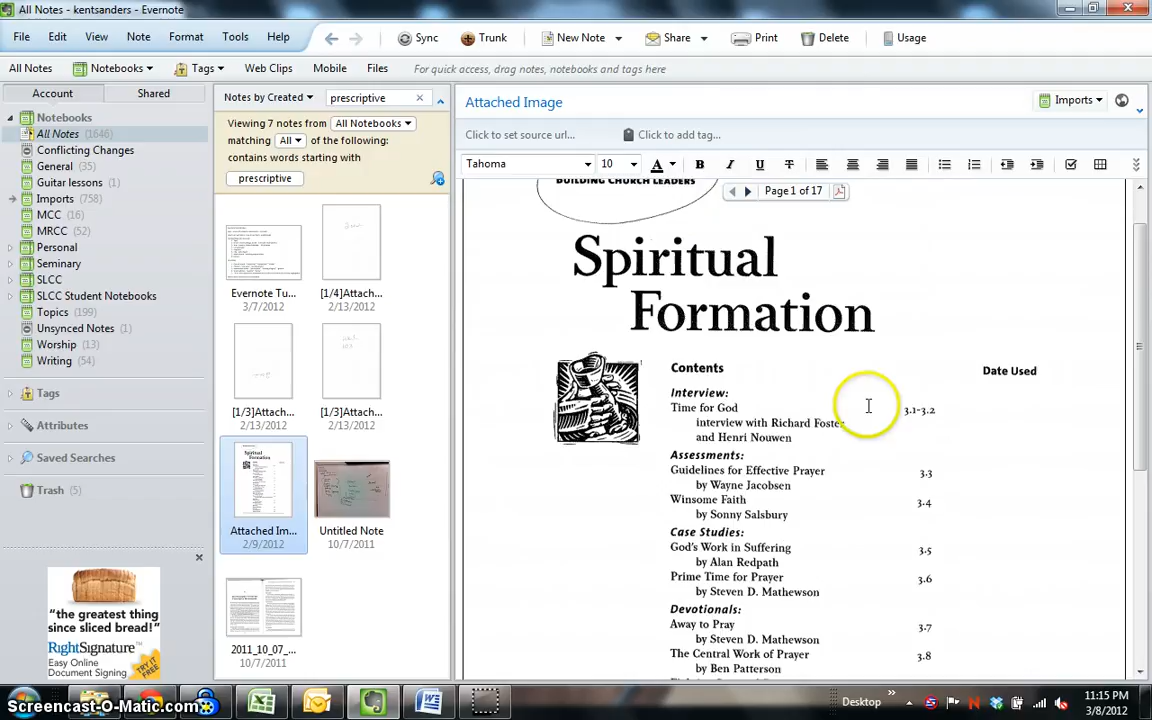 All Notes - kentsanders - Evernote
File Edit View Note Format Tools Help Sync Trunk New Note Share Print Delete Usage
All Notes Notebooks Tags Web Clips Mobile Files For quick access, drag notes, notebooks and tags here
Account Shared
Notebooks
All Notes (1646)
Conflicting Changes
General (35)
Guitar lessons (1)
Imports (758)
MCC (16)
MRCC (52)
Personal
Seminary
SLCC
SLCC Student Notebooks
Topics (199)
Unsynced Notes (1)
Worship (13)
Writing (54)
Tags
Attributes
Saved Searches
Trash (5)
"the greatest thing
since sliced bread!"
RightSignature™
Easy Online
Document Signing
TRY IT
FREE
Notes by Created prescriptive
Viewing 7 notes from All Notebooks
matching All of the following:
contains words starting with
prescriptive
Evernote Tu...
3/7/2012
[1/4]Attach...
2/13/2012
[1/3]Attach...
2/13/2012
[1/3]Attach...
2/13/2012
Spiritual
Formation
Attached Im...
2/9/2012
Untitled Note
10/7/2011
2011_10_07_...
10/7/2011
Attached Image Imports
Click to set source url... Click to add tag...
Tahoma 10 A B I U T
BUILDING CHURCH LEADERS
Page 1 of 17
Spiritual
Formation
Contents Date Used
Interview:
Time for God 3.1-3.2
interview with Richard Foster
and Henri Nouwen
Assessments:
Guidelines for Effective Prayer 3.3
by Wayne Jacobsen
Winsome Faith 3.4
by Sonny Salsbury
Case Studies:
God's Work in Suffering 3.5
by Alan Redpath
Prime Time for Prayer 3.6
by Steven D. Mathewson
Devotionals:
Away to Pray 3.7
by Steven D. Mathewson
The Central Work of Prayer 3.8
by Ben Patterson
Screencast-O-Matic.com
Desktop
11:15 PM
3/8/2012